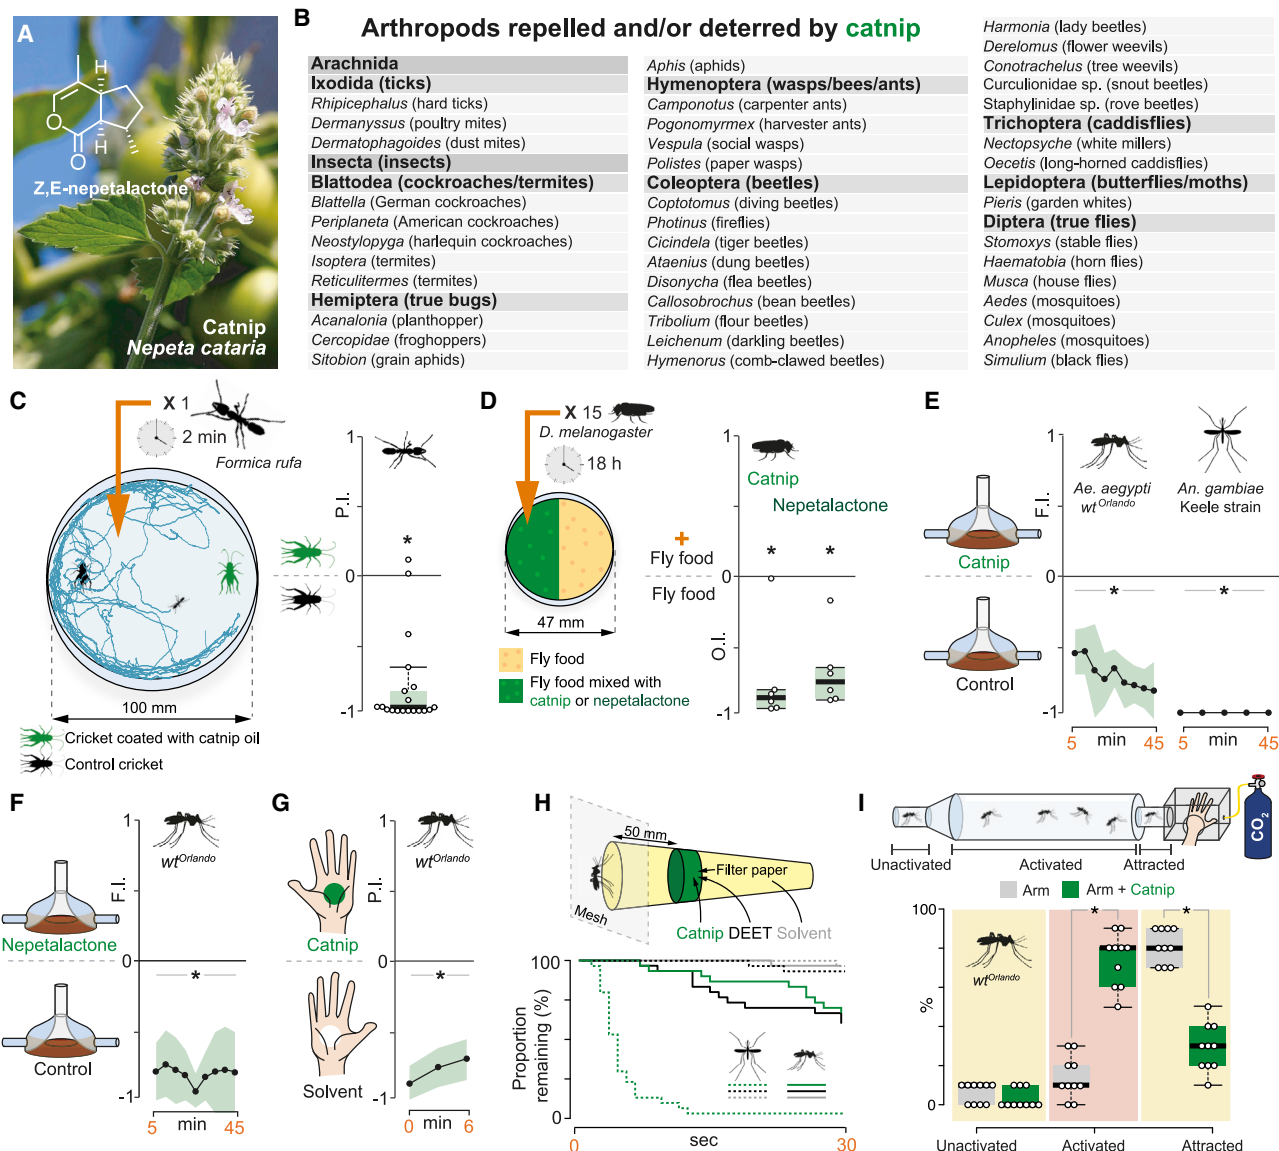 A
H
H
O
O
Z,E-nepetalactone
Catnip
Nepeta cataria
B
Arthropods repelled and/or deterred by catnip
Arachnida
Ixodida (ticks)
Rhipicephalus (hard ticks)
Dermanyssus (poultry mites)
Dermatophagoides (dust mites)
Insecta (insects)
Blattodea (cockroaches/termites)
Blattella (German cockroaches)
Periplaneta (American cockroaches)
Neostylopyga (harlequin cockroaches)
Isoptera (termites)
Reticulitermes (termites)
Hemiptera (true bugs)
Acanalonia (planthopper)
Cercopidae (froghoppers)
Sitobion (grain aphids)
Aphis (aphids)
Hymenoptera (wasps/bees/ants)
Camponotus (carpenter ants)
Pogonomyrmex (harvester ants)
Vespula (social wasps)
Polistes (paper wasps)
Coleoptera (beetles)
Coptotomus (diving beetles)
Photinus (fireflies)
Cicindela (tiger beetles)
Ataenius (dung beetles)
Disonycha (flea beetles)
Callosobrochus (bean beetles)
Tribolium (flour beetles)
Leichenum (darkling beetles)
Hymenorus (comb-clawed beetles)
Harmonia (lady beetles)
Derelomus (flower weevils)
Conotrachelus (tree weevils)
Curculionidae sp. (snout beetles)
Staphylinidae sp. (rove beetles)
Trichoptera (caddisflies)
Nectopsyche (white millers)
Oecetis (long-horned caddisflies)
Lepidoptera (butterflies/moths)
Pieris (garden whites)
Diptera (true flies)
Stomoxys (stable flies)
Haematobia (horn flies)
Musca (house flies)
Aedes (mosquitoes)
Culex (mosquitoes)
Anopheles (mosquitoes)
Simulium (black flies)
C
X 1
2 min
Formica rufa
100 mm
Cricket coated with catnip oil
Control cricket
1
P.I.
*
0
-1
D
X 15
D. melanogaster
18 h
47 mm
Fly food
Fly food mixed with
catnip or nepetalactone
1
Catnip
Nepetalactone
+
Fly food
* *
0
Fly food
O.I.
-1
E
Catnip
Control
1
F.I.
Ae. aegypti
wtOrlando
An. gambiae
Keele strain
0
* *
-1
5 min 45
5 min 45
F
Nepetalactone
Control
1
F.I.
wtOrlando
0
*
-1
5 min 45
G
Catnip
Solvent
1
P.I.
wtOrlando
0
*
-1
0 min 6
H
50 mm
Filter paper
Mesh
Catnip DEET Solvent
100
Proportion
remaining (%)
0
0 sec 30
I
CO2
Unactivated
Activated
Attracted
Arm
Arm + Catnip
100
* *
wtOrlando
%
0
Unactivated
Activated
Attracted